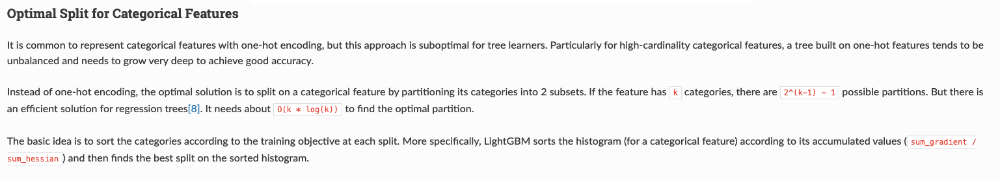 Optimal Split for Categorical Features
It is common to represent categorical features with one-hot encoding, but this approach is suboptimal for tree learners. Particularly for high-cardinality categorical features, a tree built on one-hot features tends to be
unbalanced and needs to grow very deep to achieve good accuracy.
Instead of one-hot encoding, the optimal solution is to split on a categorical feature by partitioning its categories into 2 subsets. If the feature has k categories, there are 2^(k-1) - 1 possible partitions. But there is
an efficient solution for regression trees[8]. It needs about O(k * log(k)) to find the optimal partition.
The basic idea is to sort the categories according to the training objective at each split. More specifically, LightGBM sorts the histogram (for a categorical feature) according to its accumulated values (sum_gradient /
sum_hessian) and then finds the best split on the sorted histogram.